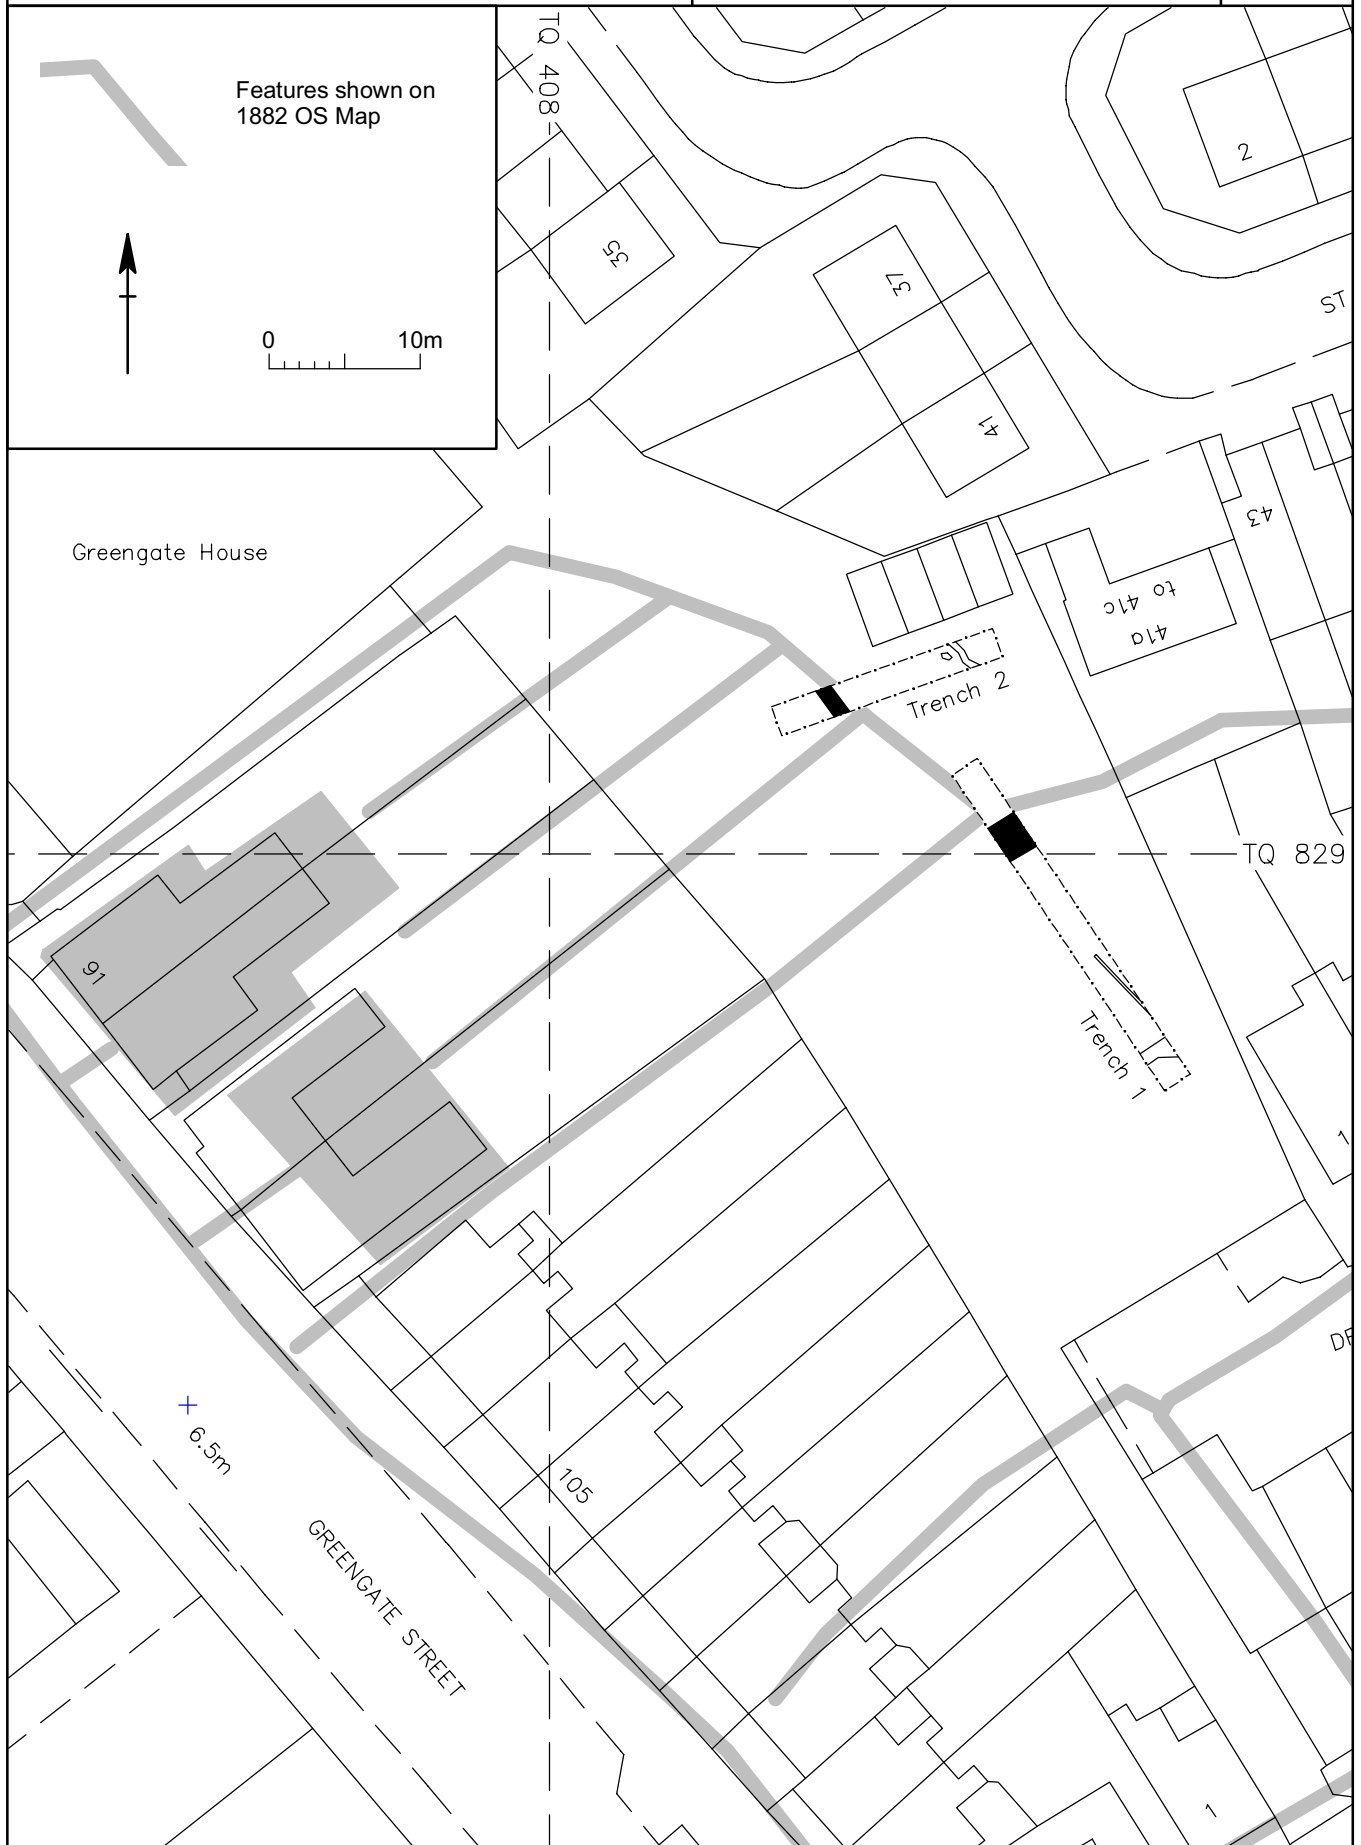 Features shown on
1882 OS Map
0 10m
TQ 408
2
35
37
ST
41
43
Greengate House
to 41c
41a
Trench 2
TQ 829
91
Trench 1
1
6.5m
105
GREENGATE STREET
1